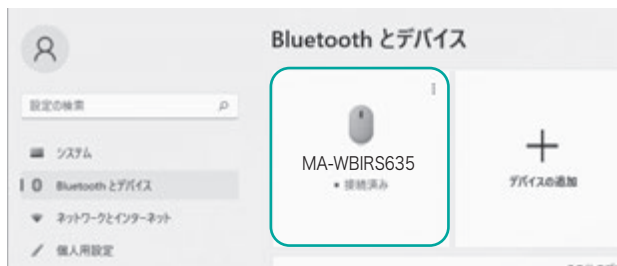 Bluetooth とデバイス
設定の検索
システム
Bluetooth とデバイス
ネットワークとインターネット
個人用設定
MA-WBIRS635
• 接続済み
デバイスの追加